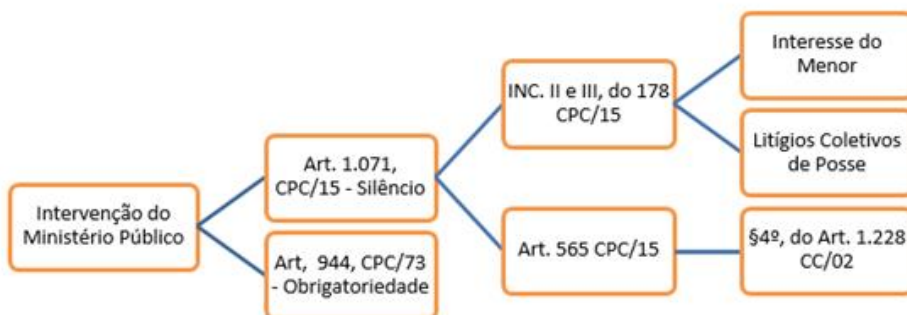 Intervenção do
Ministério Público
Art. 1.071,
CPC/15 - Silêncio
Art, 944, CPC/73
- Obrigatoriedade
INC. II e III, do 178
CPC/15
Art. 565 CPC/15
Interesse do
Menor
Litígios Coletivos
de Posse
§4º, do Art. 1.228
CC/02